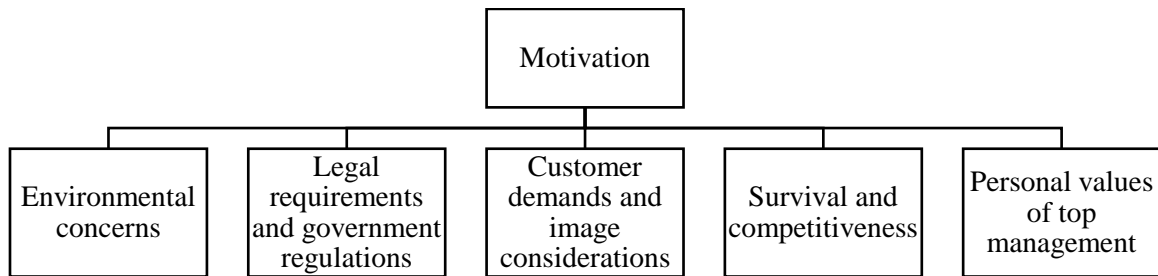 Motivation
Environmental
concerns
Legal
requirements
and government
regulations
Customer
demands and
image
considerations
Survival and
competitiveness
Personal values
of top
management